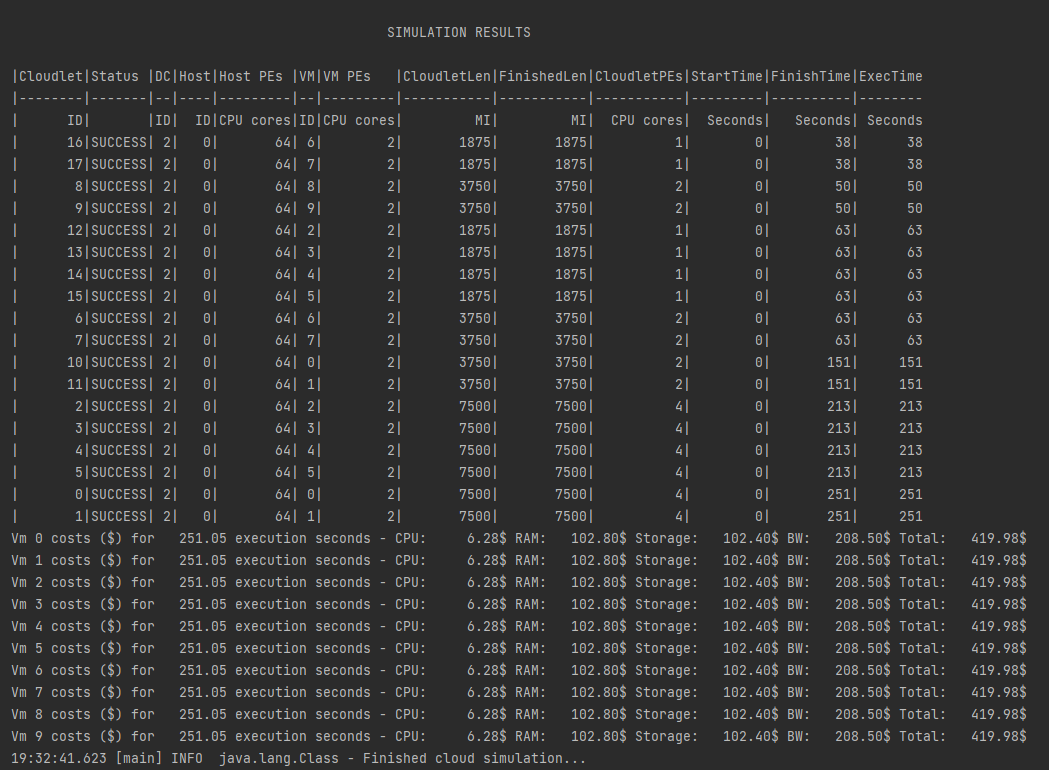 SIMULATION RESULTS
|Cloudlet|Status |DC|Host|Host PEs |VM|VM PEs   |CloudletLen|FinishedLen|CloudletPEs|StartTime|FinishTime|ExecTime
|--------|-------|--|----|---------|--|---------|-----------|-----------|-----------|---------|----------|--------
|      ID|       |ID|  ID|CPU cores|ID|CPU cores|         MI|         MI|  CPU cores|  Seconds|   Seconds| Seconds
|      16|SUCCESS| 2|   0|       64| 6|        2|       1875|       1875|          1|        0|        38|      38
|      17|SUCCESS| 2|   0|       64| 7|        2|       1875|       1875|          1|        0|        38|      38
|       8|SUCCESS| 2|   0|       64| 8|        2|       3750|       3750|          2|        0|        50|      50
|       9|SUCCESS| 2|   0|       64| 9|        2|       3750|       3750|          2|        0|        50|      50
|      12|SUCCESS| 2|   0|       64| 2|        2|       1875|       1875|          1|        0|        63|      63
|      13|SUCCESS| 2|   0|       64| 3|        2|       1875|       1875|          1|        0|        63|      63
|      14|SUCCESS| 2|   0|       64| 4|        2|       1875|       1875|          1|        0|        63|      63
|      15|SUCCESS| 2|   0|       64| 5|        2|       1875|       1875|          1|        0|        63|      63
|       6|SUCCESS| 2|   0|       64| 6|        2|       3750|       3750|          2|        0|        63|      63
|       7|SUCCESS| 2|   0|       64| 7|        2|       3750|       3750|          2|        0|        63|      63
|      10|SUCCESS| 2|   0|       64| 0|        2|       3750|       3750|          2|        0|       151|     151
|      11|SUCCESS| 2|   0|       64| 1|        2|       3750|       3750|          2|        0|       151|     151
|       2|SUCCESS| 2|   0|       64| 2|        2|       7500|       7500|          4|        0|       213|     213
|       3|SUCCESS| 2|   0|       64| 3|        2|       7500|       7500|          4|        0|       213|     213
|       4|SUCCESS| 2|   0|       64| 4|        2|       7500|       7500|          4|        0|       213|     213
|       5|SUCCESS| 2|   0|       64| 5|        2|       7500|       7500|          4|        0|       213|     213
|       0|SUCCESS| 2|   0|       64| 0|        2|       7500|       7500|          4|        0|       251|     251
|       1|SUCCESS| 2|   0|       64| 1|        2|       7500|       7500|          4|        0|       251|     251
Vm 0 costs ($) for   251.05 execution seconds - CPU:     6.28$ RAM:   102.80$ Storage:   102.40$ BW:   208.50$ Total:   419.98$
Vm 1 costs ($) for   251.05 execution seconds - CPU:     6.28$ RAM:   102.80$ Storage:   102.40$ BW:   208.50$ Total:   419.98$
Vm 2 costs ($) for   251.05 execution seconds - CPU:     6.28$ RAM:   102.80$ Storage:   102.40$ BW:   208.50$ Total:   419.98$
Vm 3 costs ($) for   251.05 execution seconds - CPU:     6.28$ RAM:   102.80$ Storage:   102.40$ BW:   208.50$ Total:   419.98$
Vm 4 costs ($) for   251.05 execution seconds - CPU:     6.28$ RAM:   102.80$ Storage:   102.40$ BW:   208.50$ Total:   419.98$
Vm 5 costs ($) for   251.05 execution seconds - CPU:     6.28$ RAM:   102.80$ Storage:   102.40$ BW:   208.50$ Total:   419.98$
Vm 6 costs ($) for   251.05 execution seconds - CPU:     6.28$ RAM:   102.80$ Storage:   102.40$ BW:   208.50$ Total:   419.98$
Vm 7 costs ($) for   251.05 execution seconds - CPU:     6.28$ RAM:   102.80$ Storage:   102.40$ BW:   208.50$ Total:   419.98$
Vm 8 costs ($) for   251.05 execution seconds - CPU:     6.28$ RAM:   102.80$ Storage:   102.40$ BW:   208.50$ Total:   419.98$
Vm 9 costs ($) for   251.05 execution seconds - CPU:     6.28$ RAM:   102.80$ Storage:   102.40$ BW:   208.50$ Total:   419.98$
19:32:41.623 [main] INFO  java.lang.Class - Finished cloud simulation...